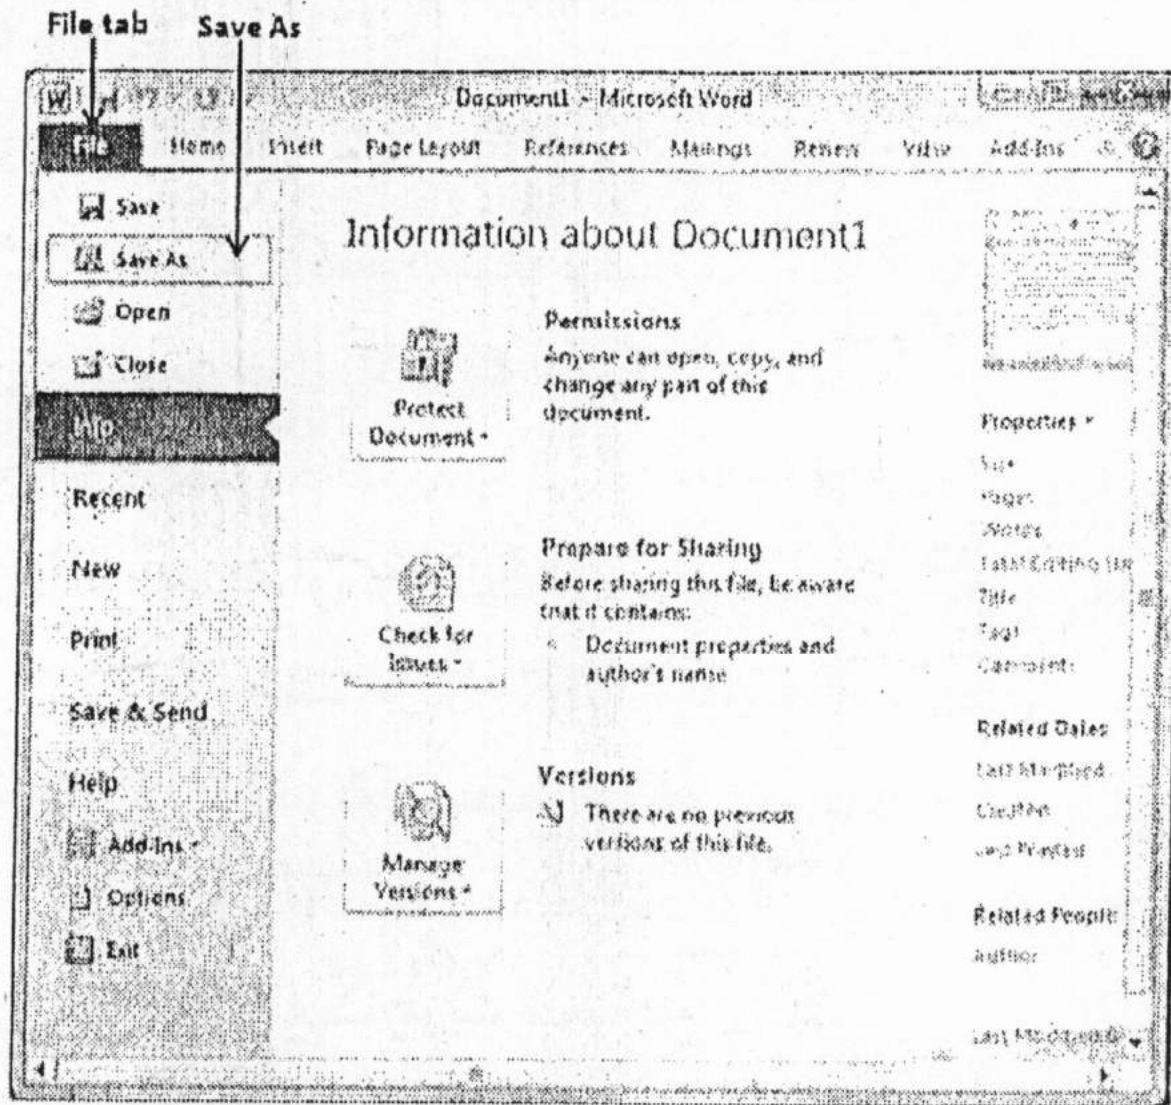 File tab Save As
W Document1 - Microsoft Word
File Home Insert Page Layout References Mailings Review View Add-Ins
Save
Save As
Open
Close
Info
Recent
New
Print
Save & Send
Help
Add-Ins
Options
Exit
Information about Document1
Protect
Document
Permissions
Anyone can open, copy, and
change any part of this
document.
Check for
Issues
Prepare for Sharing
Before sharing this file, be aware
that it contains:
Document properties and
author's name
Manage
Versions
Versions
There are no previous
versions of this file.
Properties
Size
Pages
Words
Total Editing
Title
Tags
Comments
Related Dates
Last Modified
Created
Last Printed
Related People
Author
Last Modified